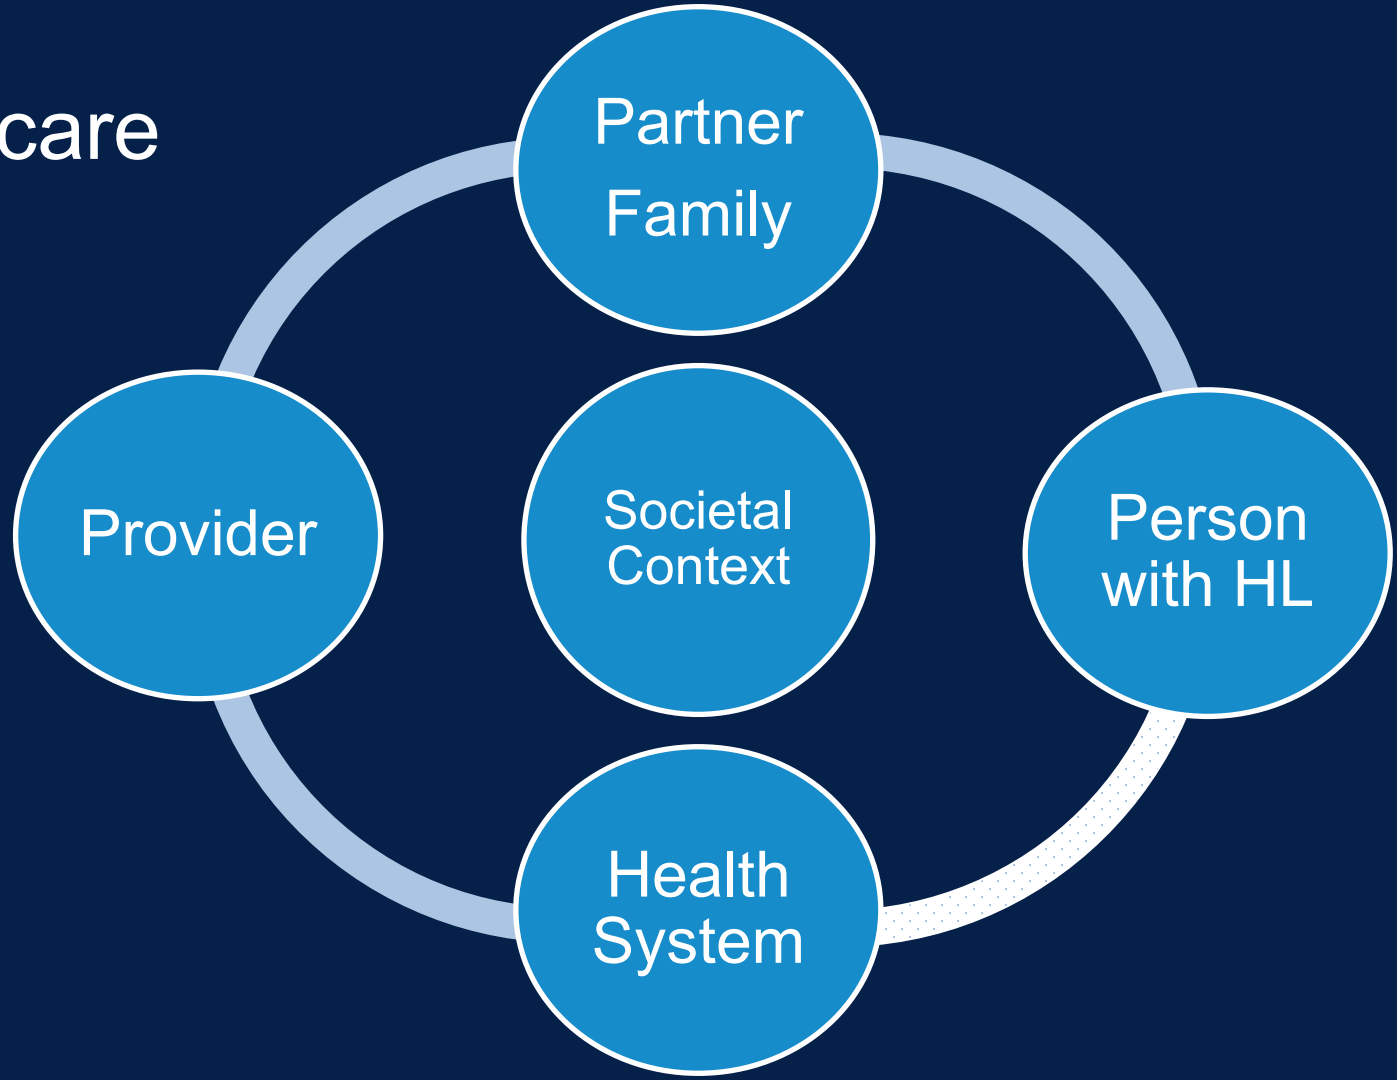 care
Partner
Family
Provider
Societal
Context
Person
with HL
Health
System